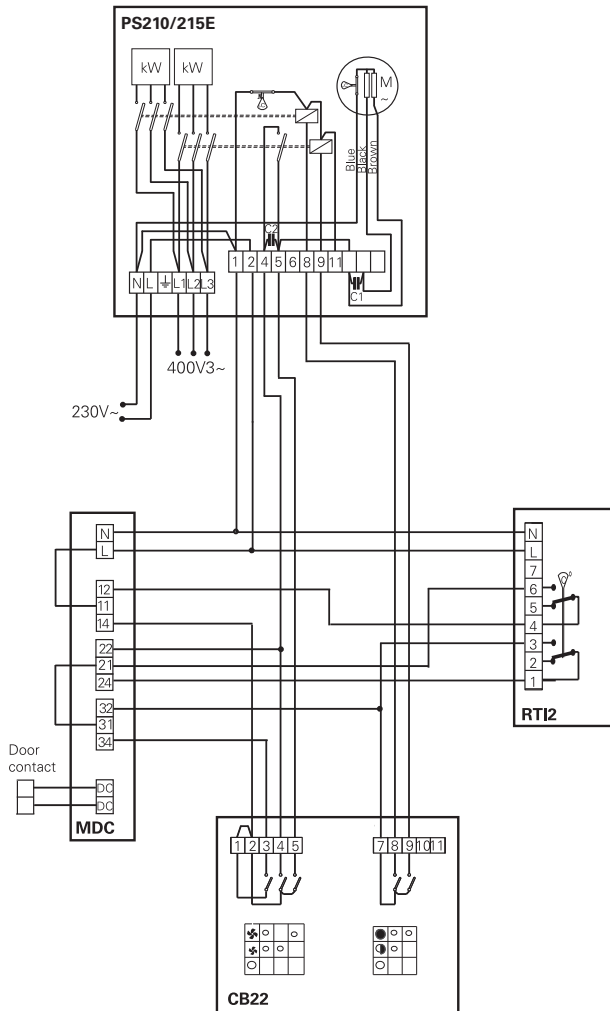 PS210/215E
kW kW
M
~
Blue
Black
Brown
C2
1 2 4 5 6 8 9 11
N L L1 L2 L3
C1
400V3~
230V~
N
L
12
11
14
22
21
24
32
31
34
DC
DC
MDC
Door
contact
N
L
7
6
5
4
3
2
1
RTI2
1 2 3 4 5
7 8 9 10 11
CB22